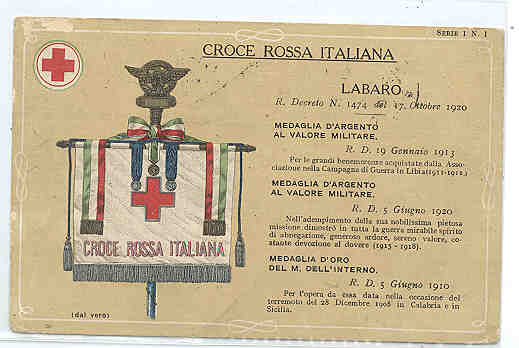 SERIE I N. I
CROCE ROSSA ITALIANA
LABARO
R. Decreto N. 1474 del 17 Ottobre 1920
MEDAGLIA D'ARGENTO
AL VALORE MILITARE.
R. D. 19 Gennaio 1913
Per le grandi benemerenze acquistate dalla Asso-
ciazione nella Campagna di Guerra in Libia (1911-1912)
MEDAGLIA D'ARGENTO
AL VALORE MILITARE.
R. D. 5 Giugno 1920
Nell'adempimento della sua nobilissima pietosa
missione dimostrò in tutta la guerra mirabile spirito
di abnegazione, generoso ardore, sereno valore, co-
stante devozione al dovere (1915 - 1918).
MEDAGLIA D'ORO
DEL M. DELL'INTERNO.
R. D. 5 Giugno 1910
Per l'opera da essa data nella occasione del
terremoto del 28 Dicembre 1908 in Calabria e in
Sicilia.
CROCE ROSSA ITALIANA
(dal vero)